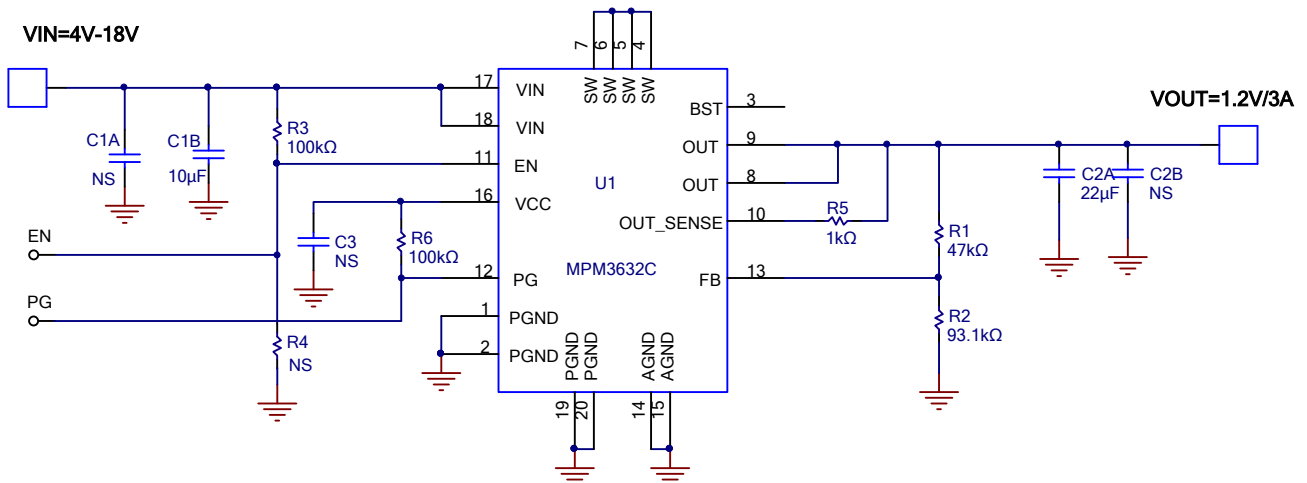 VIN=4V-18V
VOUT=1.2V/3A
7
6
5
4
SW
SW
SW
SW
17
VIN
18
VIN
11
EN
16
VCC
12
PG
1
PGND
2
PGND
BST
3
OUT
9
OUT
8
OUT_SENSE
10
FB
13
U1
MPM3632C
PGND
PGND
AGND
AGND
19
20
14
15
C1A
NS
C1B
10µF
R3
100kΩ
C3
NS
R6
100kΩ
EN
PG
R4
NS
R5
1kΩ
R1
47kΩ
R2
93.1kΩ
C2A
22µF
C2B
NS